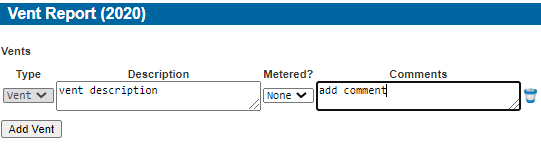 Vent Report (2020)
Vents
Type Description Metered? Comments
Vent vent description None add comment
Add Vent